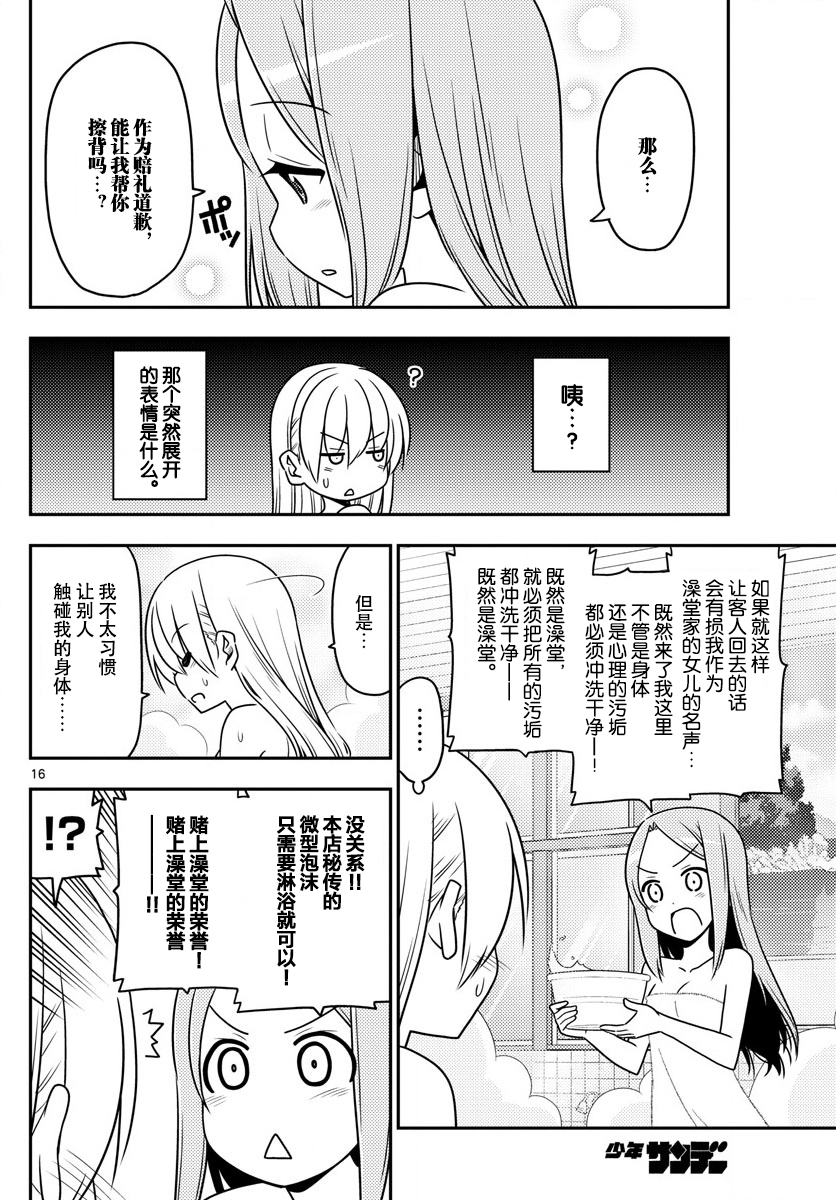 那么…
作为赔礼道歉，
能让我帮你
擦背吗…？
ポッ
咦
…？
？
那个突然展开
的表情是什么。
如果就这样
让客人回去的话
会有损我作为
澡堂家的女儿的名声…
既然来了我这里
不管是身体
还是心理的污垢
都必须冲洗干净—！
既然是澡堂，
就必须把所有的污垢
都冲洗干净——
既然是澡堂。
……
但是…
我不太习惯
让别人
触碰我的身体
……
16
没关系!!
本店秘传的
微型泡沫
只需要淋浴就可以！
赌上澡堂的荣誉！
赌上澡堂的荣誉
——!!
!?
少年サンデー